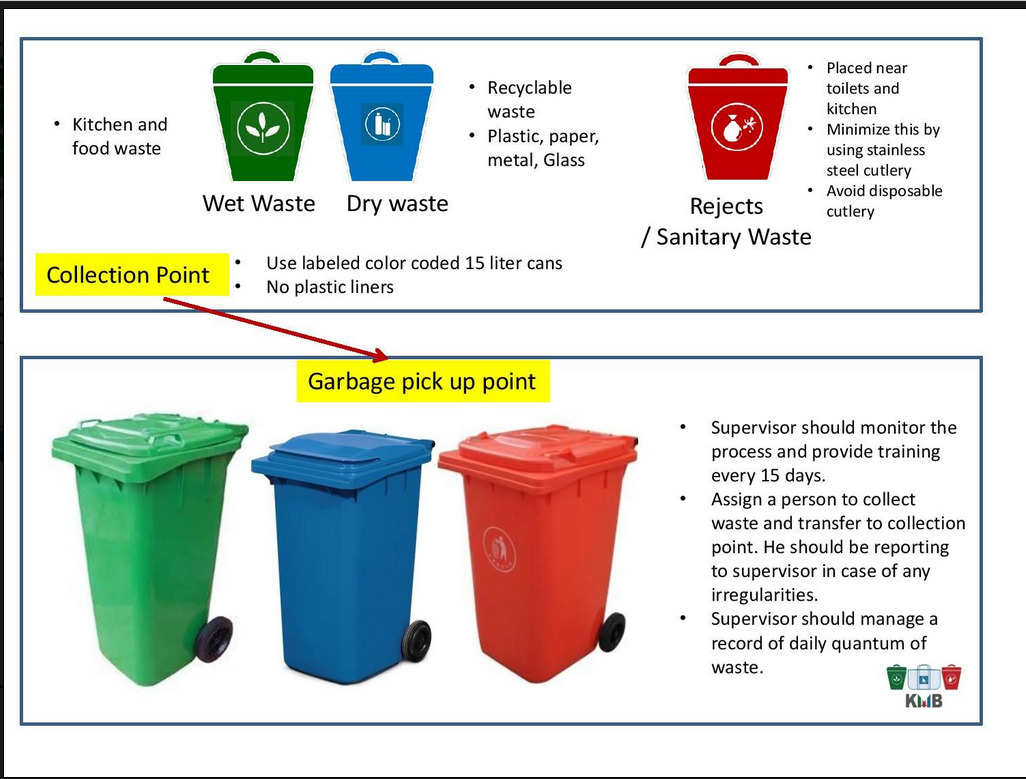 • Kitchen and
food waste
Wet Waste
Dry waste
• Recyclable
waste
• Plastic, paper,
metal, Glass
Rejects
/ Sanitary Waste
• Placed near
toilets and
kitchen
• Minimize this by
using stainless
steel cutlery
• Avoid disposable
cutlery
Collection Point
• Use labeled color coded 15 liter cans
• No plastic liners
Garbage pick up point
• Supervisor should monitor the
process and provide training
every 15 days.
• Assign a person to collect
waste and transfer to collection
point. He should be reporting
to supervisor in case of any
irregularities.
• Supervisor should manage a
record of daily quantum of
waste.